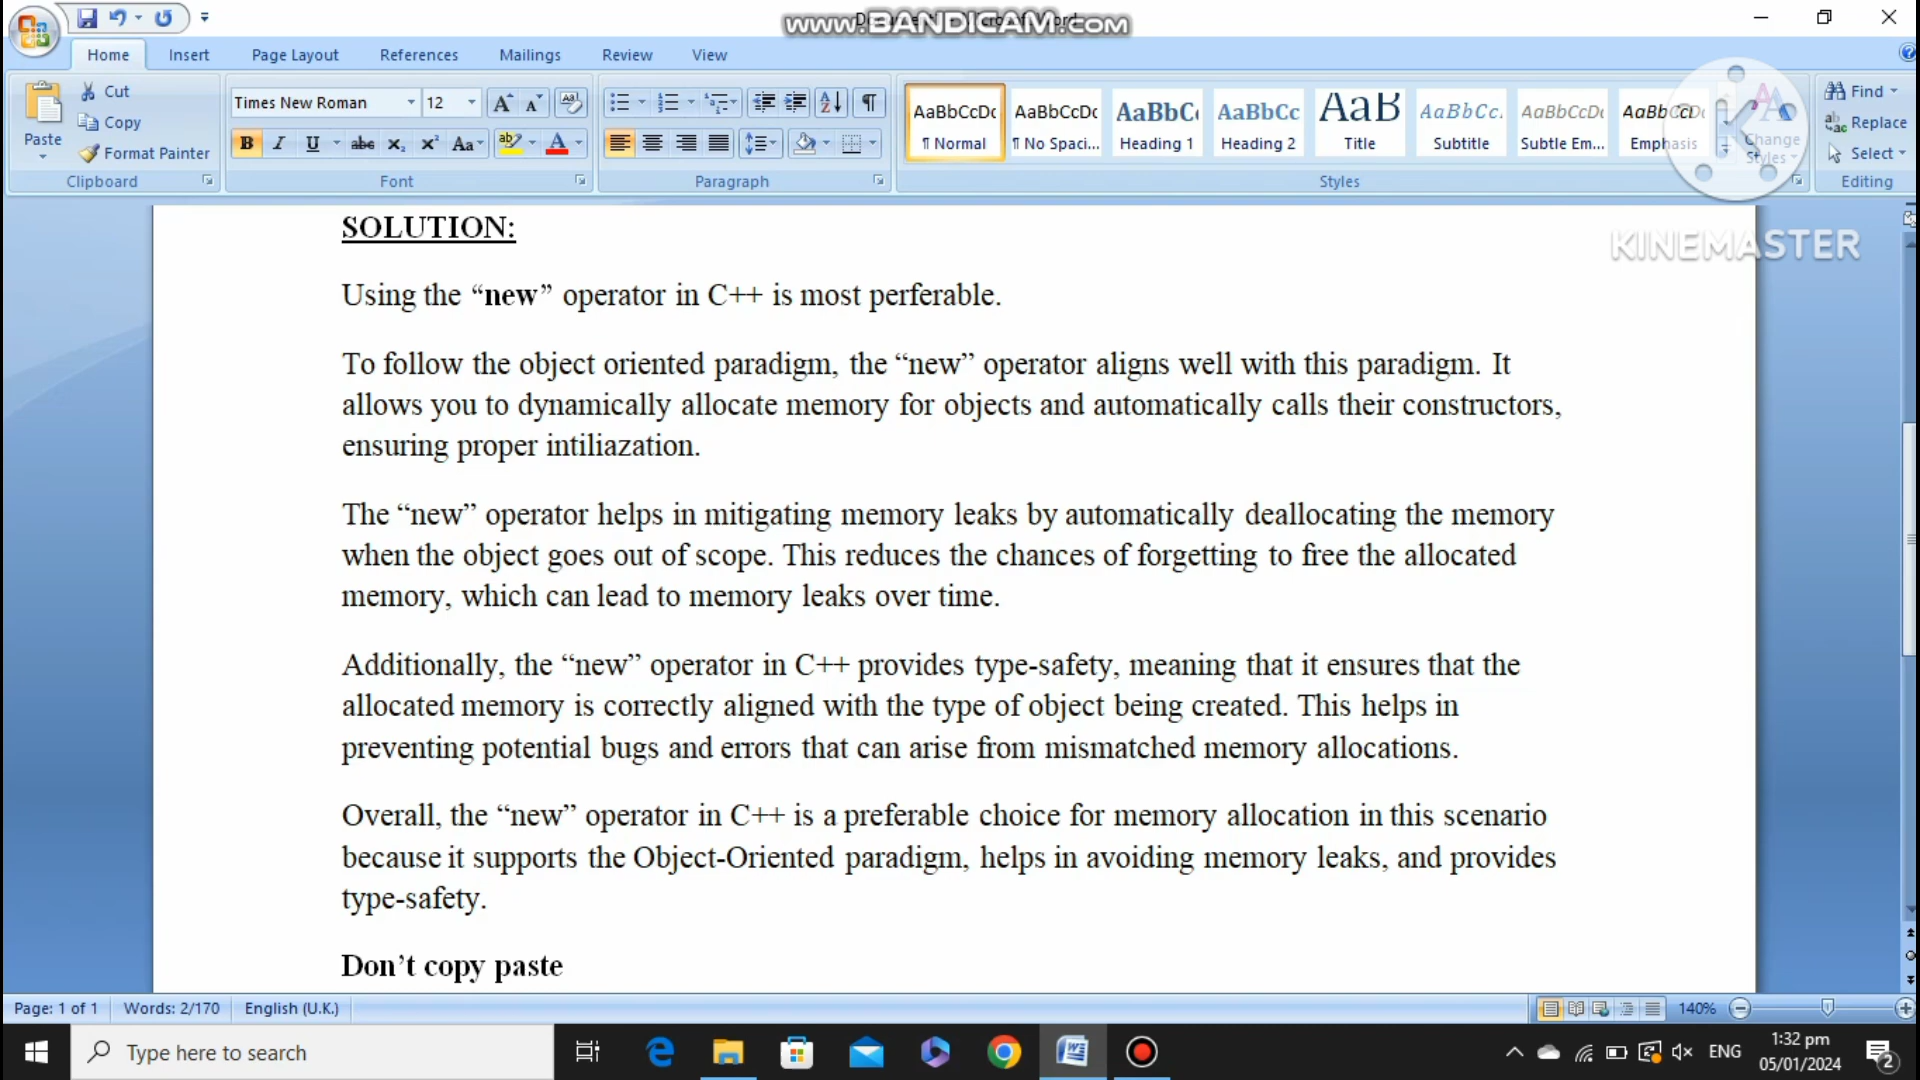 www.BANDICAM.com
Home Insert Page Layout References Mailings Review View
Paste
Cut
Copy
Format Painter
Clipboard
Times New Roman 12
Font
Paragraph
AaBbCcDc AaBbCcDc AaBbC AaBbCc AaB AaBbCc. AaBbCcDc AaBbCcDc
¶ Normal ¶ No Spaci... Heading 1 Heading 2 Title Subtitle Subtle Em... Emphasis
Change
Styles
Styles
Find
Replace
Select
Editing
KINEMASTER
SOLUTION:
Using the “new” operator in C++ is most perferable.
To follow the object oriented paradigm, the “new” operator aligns well with this paradigm. It
allows you to dynamically allocate memory for objects and automatically calls their constructors,
ensuring proper intiliazation.
The “new” operator helps in mitigating memory leaks by automatically deallocating the memory
when the object goes out of scope. This reduces the chances of forgetting to free the allocated
memory, which can lead to memory leaks over time.
Additionally, the “new” operator in C++ provides type-safety, meaning that it ensures that the
allocated memory is correctly aligned with the type of object being created. This helps in
preventing potential bugs and errors that can arise from mismatched memory allocations.
Overall, the “new” operator in C++ is a preferable choice for memory allocation in this scenario
because it supports the Object-Oriented paradigm, helps in avoiding memory leaks, and provides
type-safety.
Don’t copy paste
Page: 1 of 1 Words: 2/170 English (U.K.) 140%
Type here to search
ENG
1:32 pm
05/01/2024
2